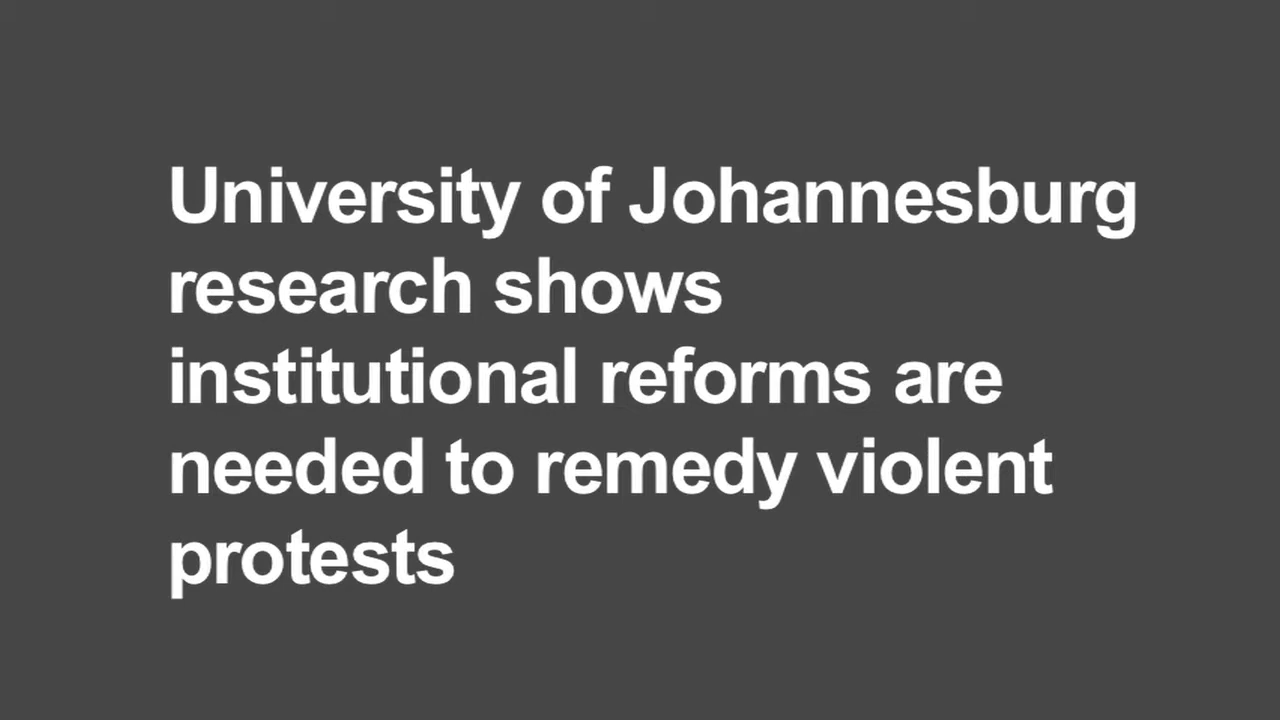 University of Johannesburg
research shows
institutional reforms are
needed to remedy violent
protests